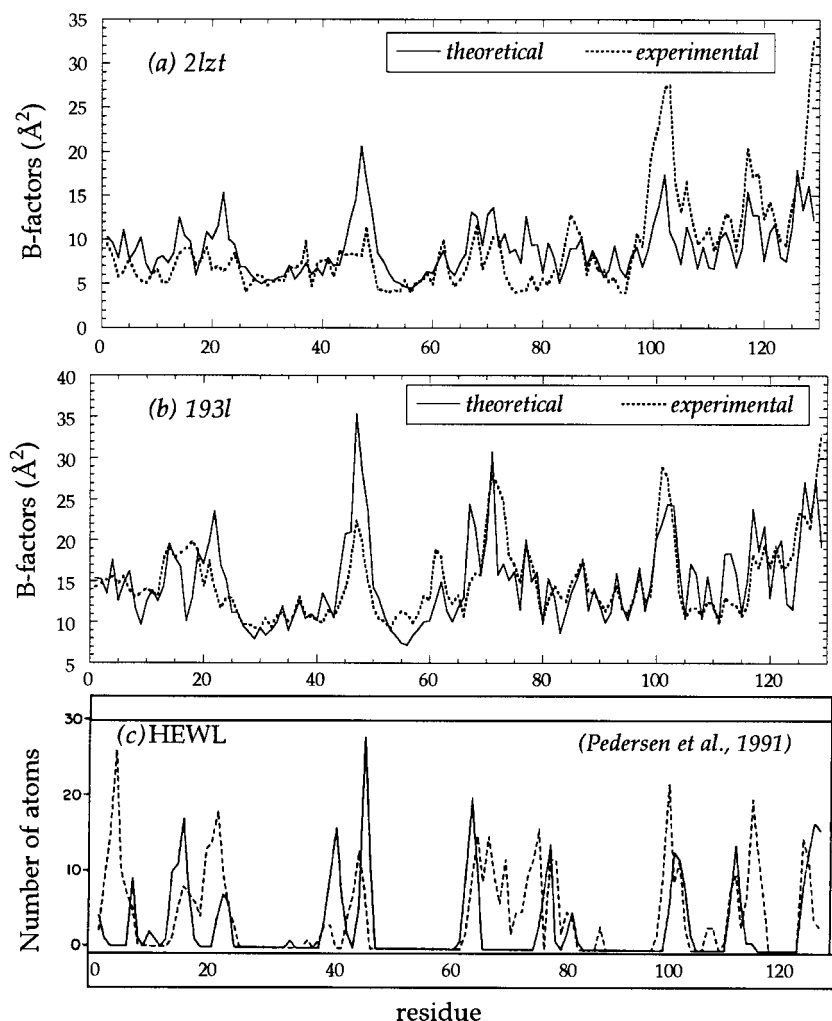 35
30
25
20
15
10
5
0
B-factors (Å²)
(a) 2lzt
theoretical
experimental
0 20 40 60 80 100 120
40
35
30
25
20
15
10
5
B-factors (Å²)
(b) 193l
theoretical
experimental
0 20 40 60 80 100 120
30
20
10
0
Number of atoms
(c) HEWL
(Pedersen et al., 1991)
0 20 40 60 80 100 120
residue